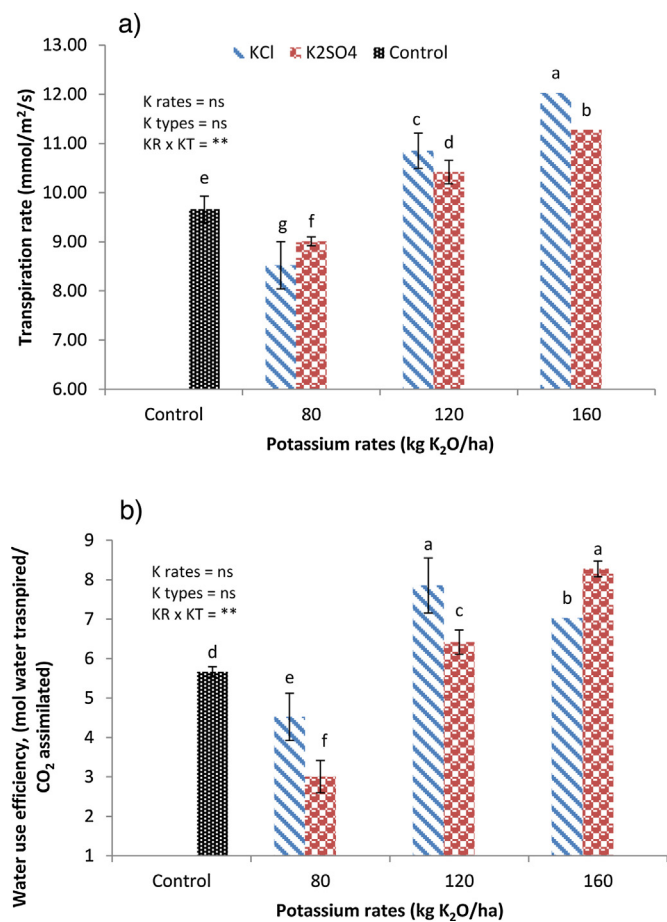 a)
KCl K2SO4 Control
13.00
12.00
11.00
10.00
9.00
8.00
7.00
6.00
Transpiration rate (mmol/m²/s)
K rates = ns
K types = ns
KR x KT = **
e
g
f
c
d
a
b
Control 80 120 160
Potassium rates (kg K₂O/ha)
b)
9
8
7
6
5
4
3
2
1
Water use efficiency, (mol water trasnpired/
CO₂ assimilated)
K rates = ns
K types = ns
KR x KT = **
d
e
f
a
c
b
a
Control 80 120 160
Potassium rates (kg K₂O/ha)